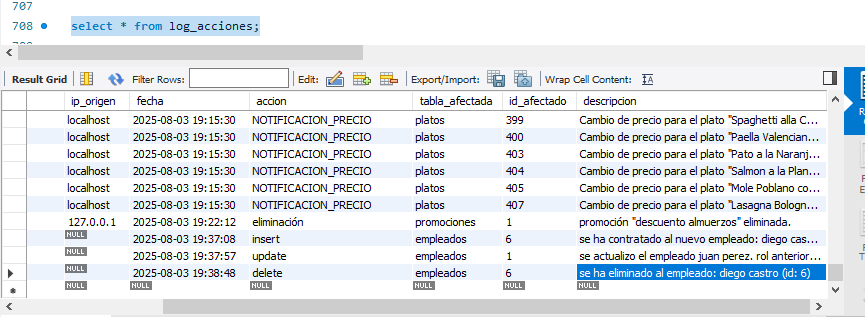 707
708 select * from log_acciones;
Result Grid Filter Rows: Edit: Export/Import: Wrap Cell Content:
ip_origen fecha accion tabla_afectada id_afectado descripcion
localhost 2025-08-03 19:15:30 NOTIFICACION_PRECIO platos 399 Cambio de precio para el plato "Spaghetti alla C...
localhost 2025-08-03 19:15:30 NOTIFICACION_PRECIO platos 400 Cambio de precio para el plato "Paella Valencian...
localhost 2025-08-03 19:15:30 NOTIFICACION_PRECIO platos 403 Cambio de precio para el plato "Pato a la Naranj...
localhost 2025-08-03 19:15:30 NOTIFICACION_PRECIO platos 404 Cambio de precio para el plato "Salmon a la Plan...
localhost 2025-08-03 19:15:30 NOTIFICACION_PRECIO platos 405 Cambio de precio para el plato "Mole Poblano co...
localhost 2025-08-03 19:15:30 NOTIFICACION_PRECIO platos 407 Cambio de precio para el plato "Lasagna Bologn...
127.0.0.1 2025-08-03 19:22:12 eliminación promociones 1 promoción "descuento almuerzos" eliminada.
NULL 2025-08-03 19:37:08 insert empleados 6 se ha contratado al nuevo empleado: diego cas...
NULL 2025-08-03 19:37:57 update empleados 1 se actualizo el empleado juan perez. rol anterior...
NULL 2025-08-03 19:38:48 delete empleados 6 se ha eliminado al empleado: diego castro (id: 6)
NULL NULL NULL NULL NULL NULL